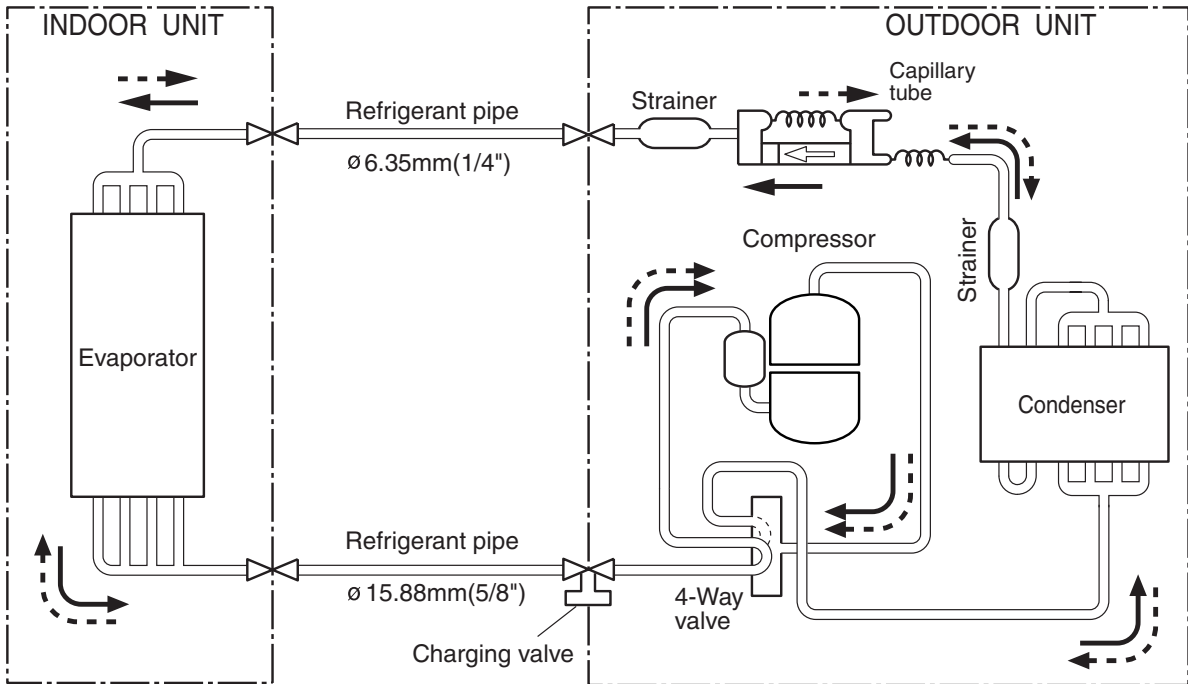 INDOOR UNIT
OUTDOOR UNIT
Refrigerant pipe
ø6.35mm(1/4")
Strainer
Capillary
tube
Compressor
Strainer
Evaporator
Condenser
Refrigerant pipe
ø15.88mm(5/8")
4-Way
valve
Charging valve